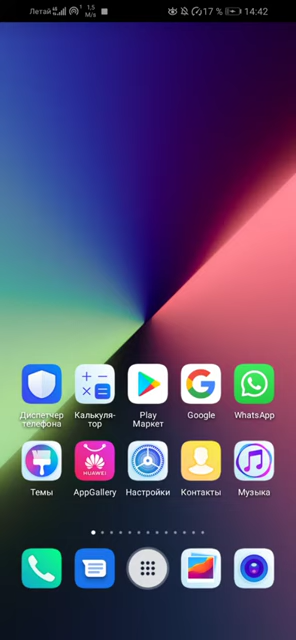 Летай 4G 1,5 M/s 17 % 14:42
Диспетчер телефона
Калькуля-тор
Play Маркет
Google
WhatsApp
Темы
HUAWEI
AppGallery
Настройки
Контакты
Музыка